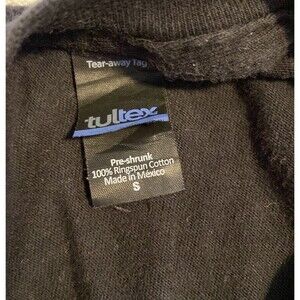 Tear-away Tag
tultex
Pre-shrunk
100% Ringspun Cotton
Made in México
S